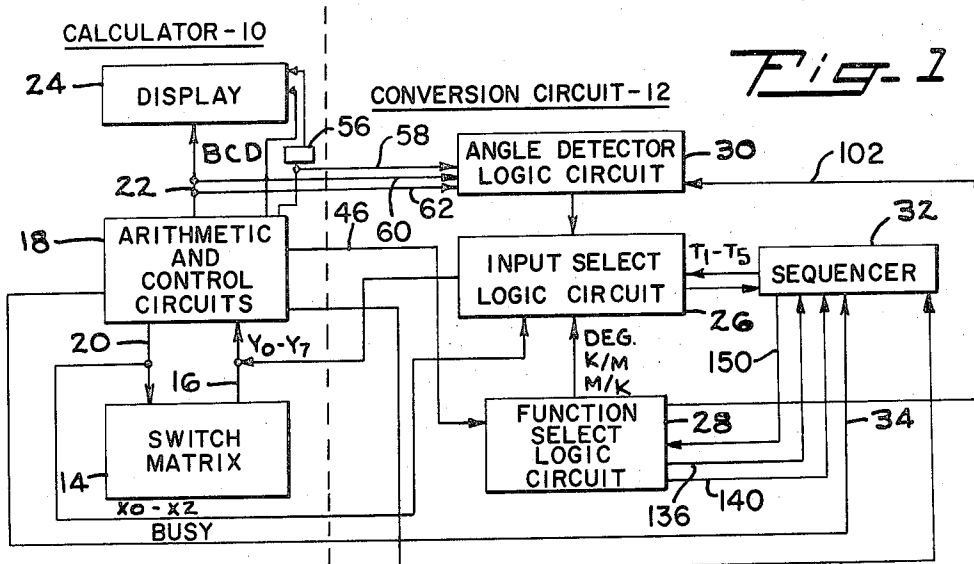 CALCULATOR-10
Fig-1
24
DISPLAY
CONVERSION CIRCUIT-12
56
58
BCD
ANGLE DETECTOR
LOGIC CIRCUIT
30
102
22
62
60
46
32
18
ARITHMETIC
AND
CONTROL
CIRCUITS
INPUT SELECT
LOGIC CIRCUIT
T1-T5
SEQUENCER
26
20
Y0-Y7
DEG.
K/M
M/K
150
16
FUNCTION
SELECT
LOGIC
CIRCUIT
28
34
SWITCH
MATRIX
14
136
140
X0-X2
BUSY